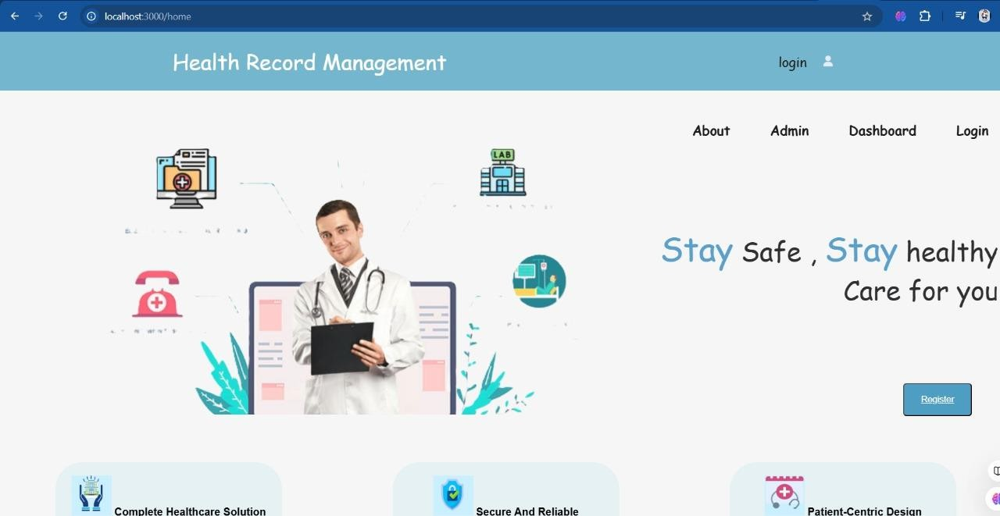 localhost:3000/home
Health Record Management
login
About Admin Dashboard Login
LAB
Stay Safe , Stay healthy
Care for you
Register
Complete Healthcare Solution
Secure And Reliable
Patient-Centric Design